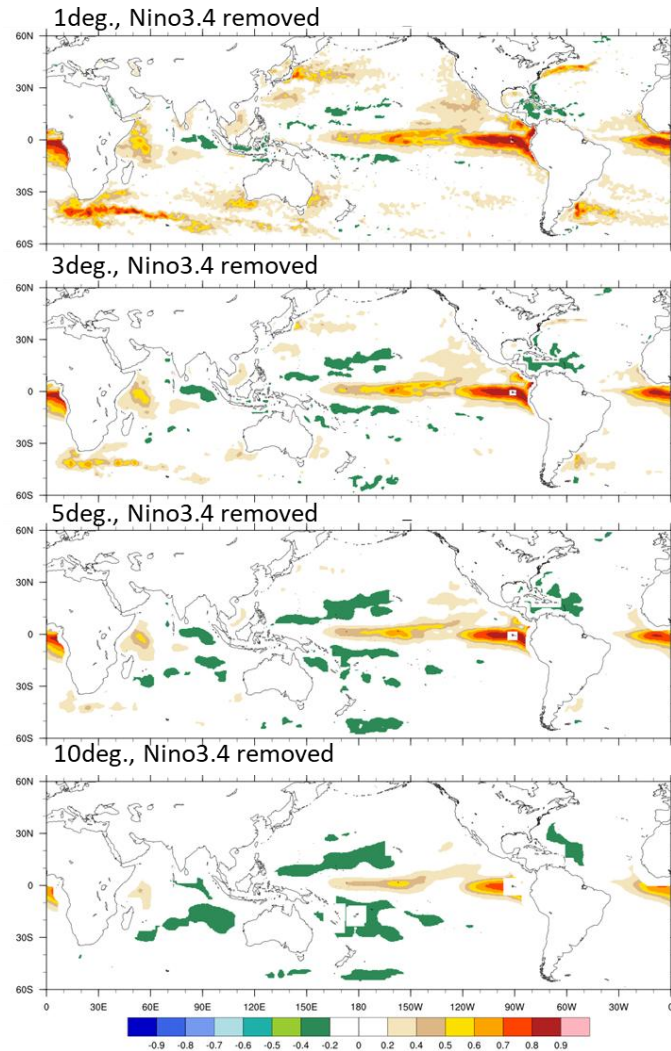 1deg., Nino3.4 removed
60N
30N
0
30S
60S
3deg., Nino3.4 removed
60N
30N
0
30S
60S
5deg., Nino3.4 removed
60N
30N
0
30S
60S
10deg., Nino3.4 removed
60N
30N
0
30S
60S
0 30E 60E 90E 120E 150E 180E 150W 120W 90W 60W 30W 0
-0.9 -0.8 -0.7 -0.6 -0.5 -0.4 -0.2 0 0.2 0.4 0.5 0.6 0.7 0.8 0.9